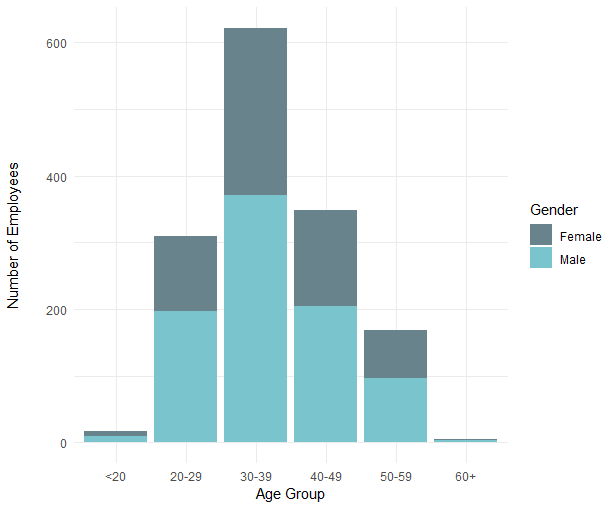 Number of Employees
600
400
200
0
<20 20-29 30-39 40-49 50-59 60+
Age Group
Gender
Female
Male